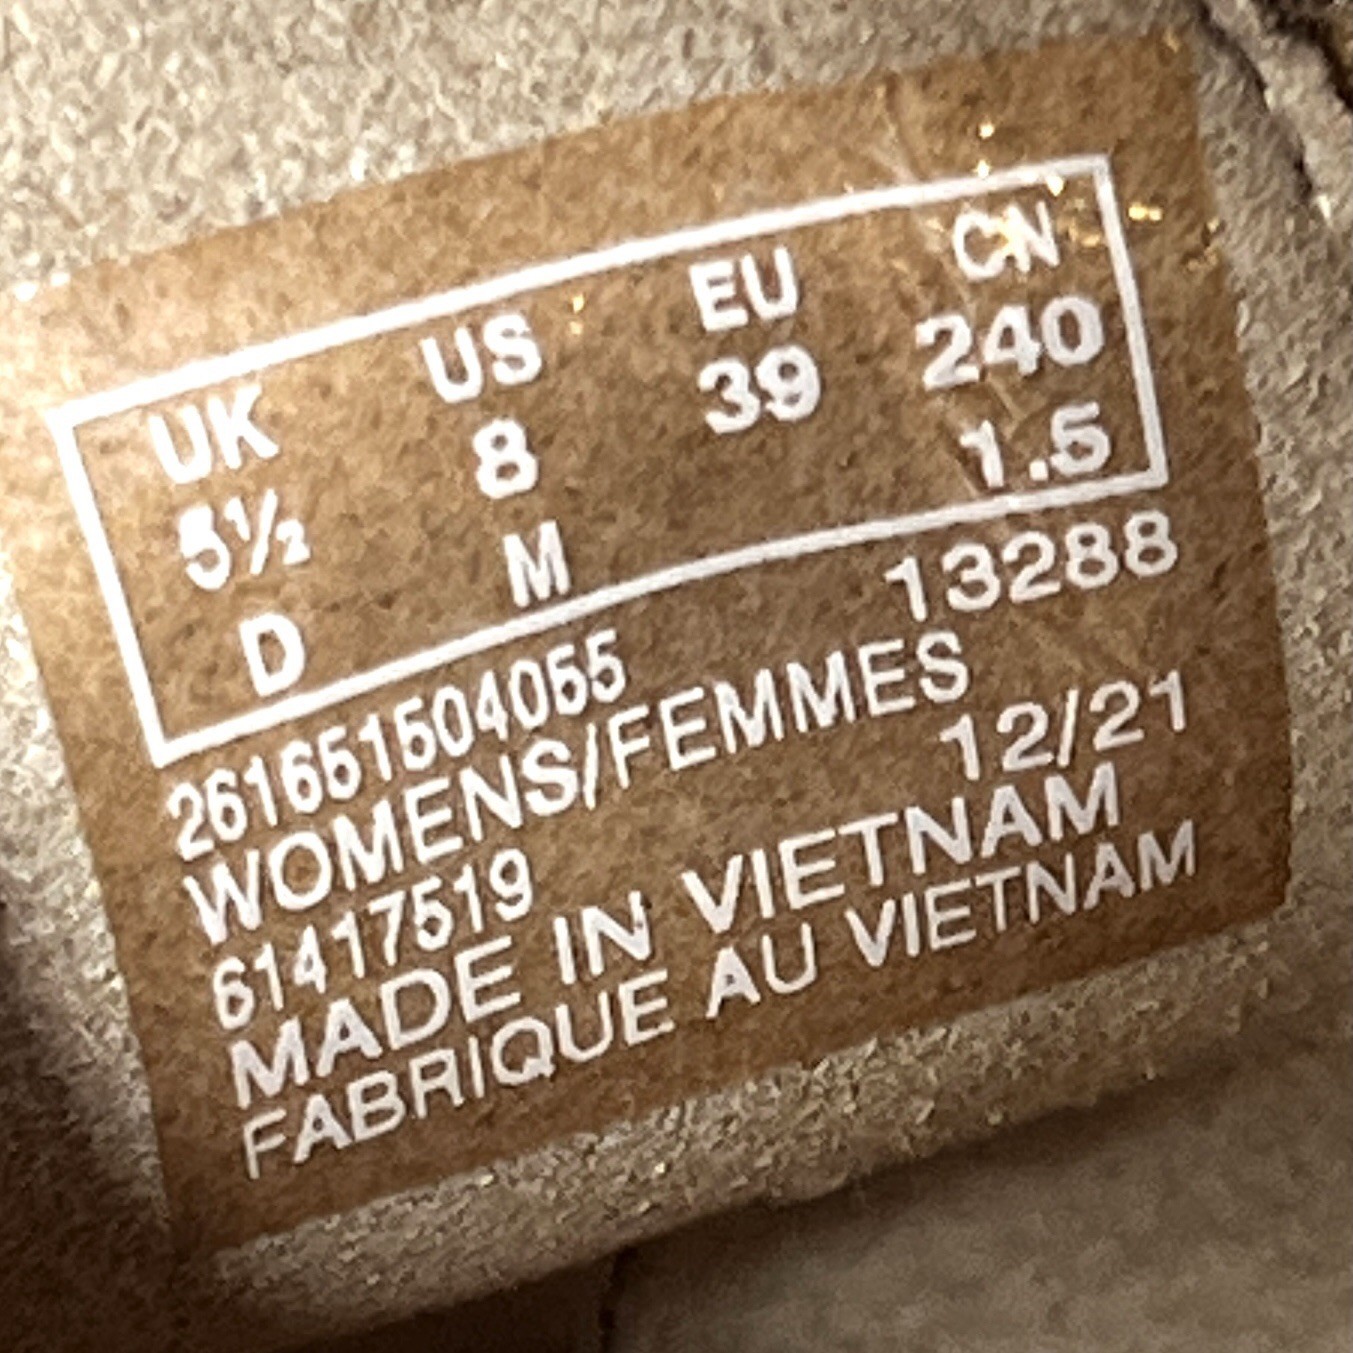 UK US EU CN
5½ 8 39 240
D M 1.5
261651504055 13288
WOMENS/FEMMES
61417519 12/21
MADE IN VIETNAM
FABRIQUE AU VIETNAM